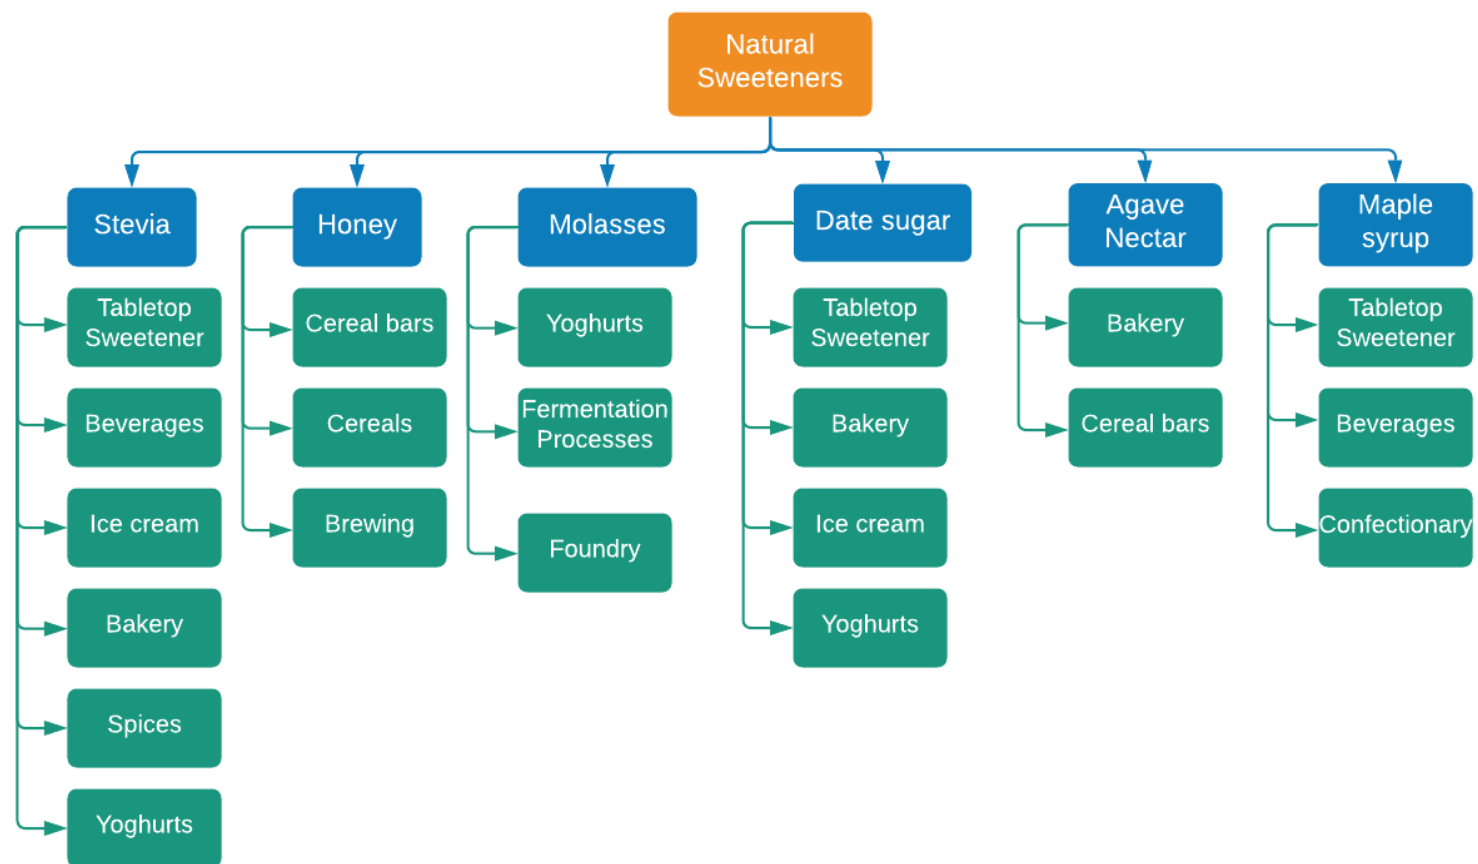 Natural
Sweeteners
Stevia
Honey
Molasses
Date sugar
Agave
Nectar
Maple
syrup
Tabletop
Sweetener
Beverages
Ice cream
Bakery
Spices
Yoghurts
Cereal bars
Cereals
Brewing
Yoghurts
Fermentation
Processes
Foundry
Tabletop
Sweetener
Bakery
Ice cream
Yoghurts
Bakery
Cereal bars
Tabletop
Sweetener
Beverages
Confectionary